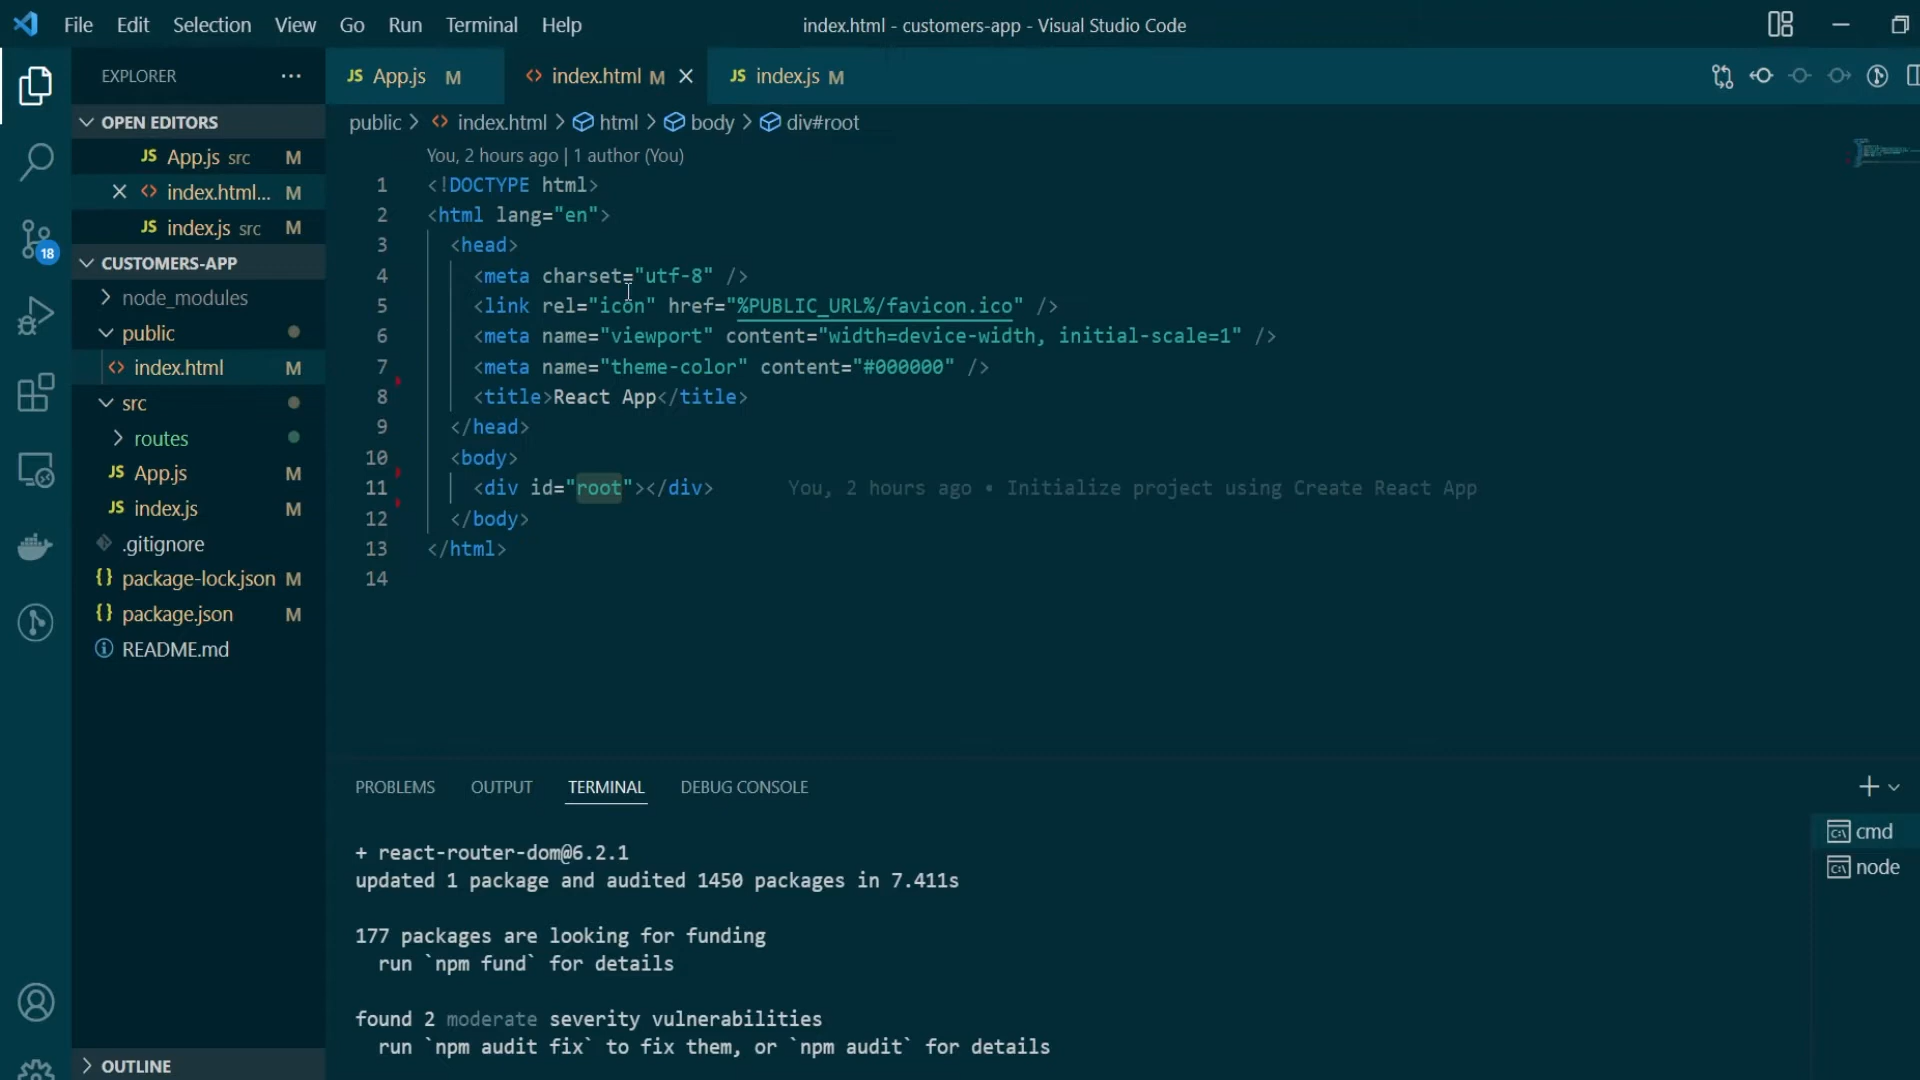 File Edit Selection View Go Run Terminal Help
index.html - customers-app - Visual Studio Code
EXPLORER ...
OPEN EDITORS
JS App.js src M
<> index.html... M
JS index.js src M
CUSTOMERS-APP
node_modules
public
<> index.html M
src
routes
JS App.js M
JS index.js M
.gitignore
{} package-lock.json M
{} package.json M
README.md
OUTLINE
18
JS App.js M
<> index.html M
JS index.js M
public > <> index.html > html > body > div#root
You, 2 hours ago | 1 author (You)
1 <!DOCTYPE html>
2 <html lang="en">
3 <head>
4 <meta charset="utf-8" />
5 <link rel="icon" href="%PUBLIC_URL%/favicon.ico" />
6 <meta name="viewport" content="width=device-width, initial-scale=1" />
7 <meta name="theme-color" content="#000000" />
8 <title>React App</title>
9 </head>
10 <body>
11 <div id="root"></div> You, 2 hours ago • Initialize project using Create React App
12 </body>
13 </html>
14
PROBLEMS OUTPUT TERMINAL DEBUG CONSOLE
+ react-router-dom@6.2.1
updated 1 package and audited 1450 packages in 7.411s
177 packages are looking for funding
run `npm fund` for details
found 2 moderate severity vulnerabilities
run `npm audit fix` to fix them, or `npm audit` for details
cmd
node